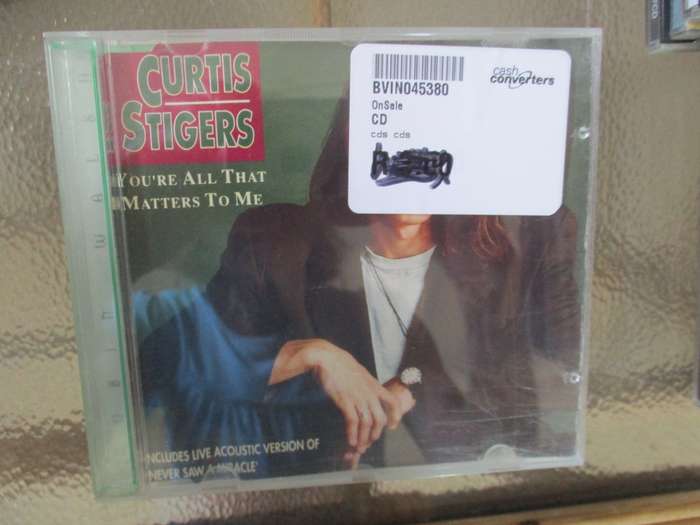 CURTIS
STIGERS
YOU'RE ALL THAT
MATTERS TO ME
BVIN045380
OnSale
CD
cds cds
cash
converters
INCLUDES LIVE ACOUSTIC VERSION OF
'NEVER SAW A MIRACLE'
CD